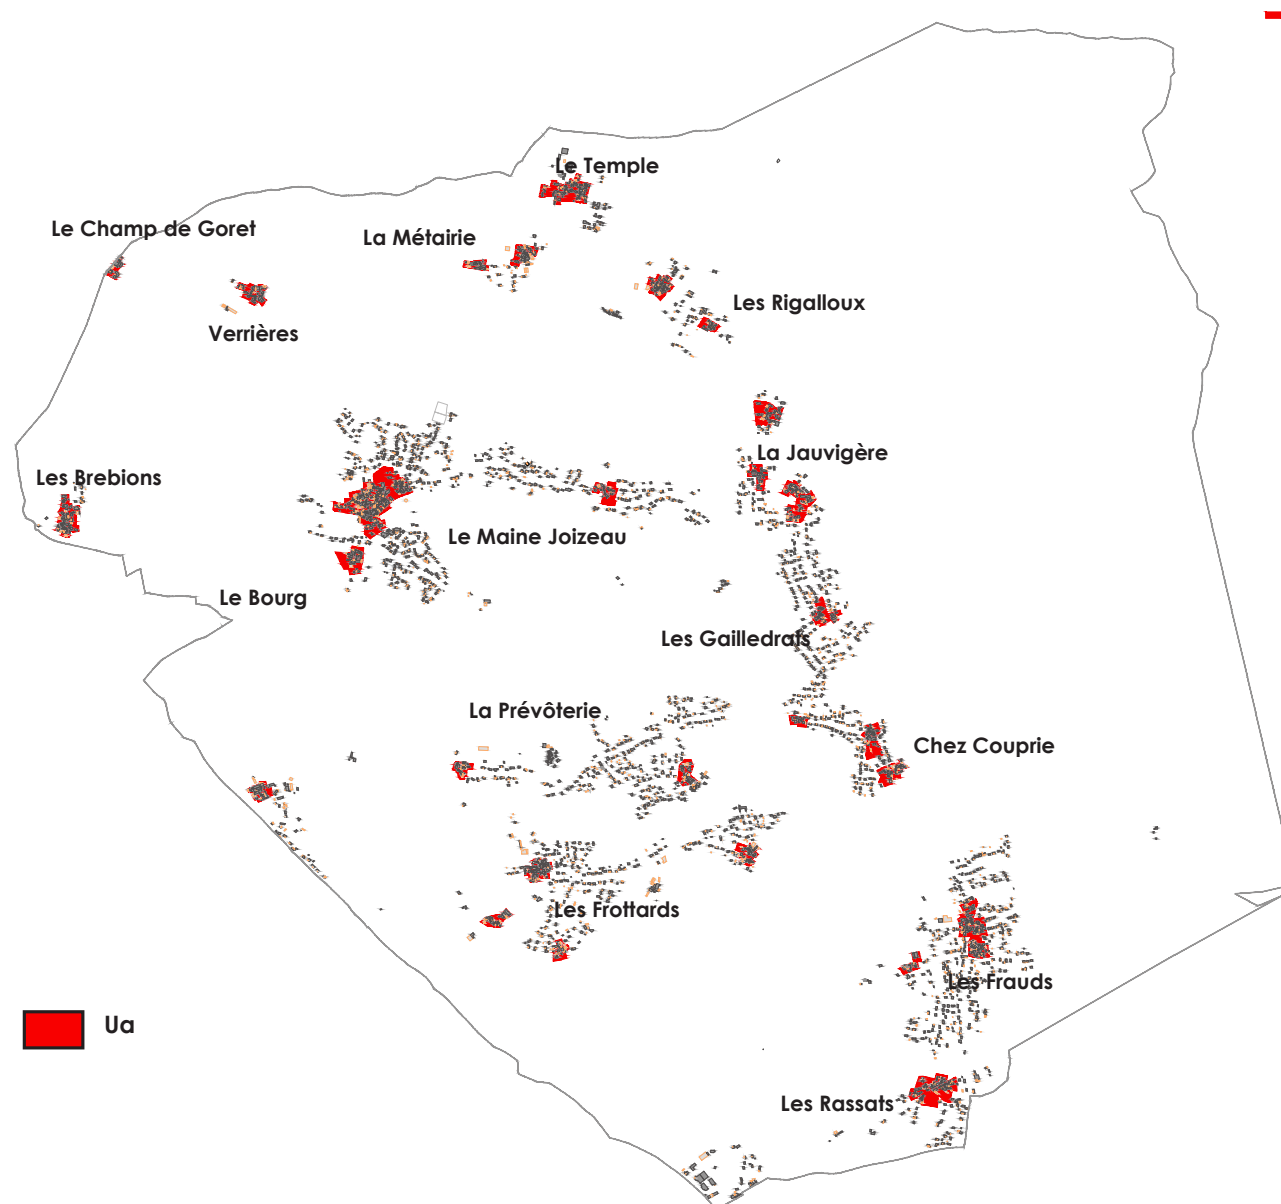 Le Temple
Le Champ de Goret
La Métairie
Les Rigalloux
Verrières
La Jauvigère
Les Brebions
Le Maine Joizeau
Le Bourg
Les Gailledrats
La Prévôterie
Chez Couprie
Les Frottards
Les Frauds
Ua
Les Rassats